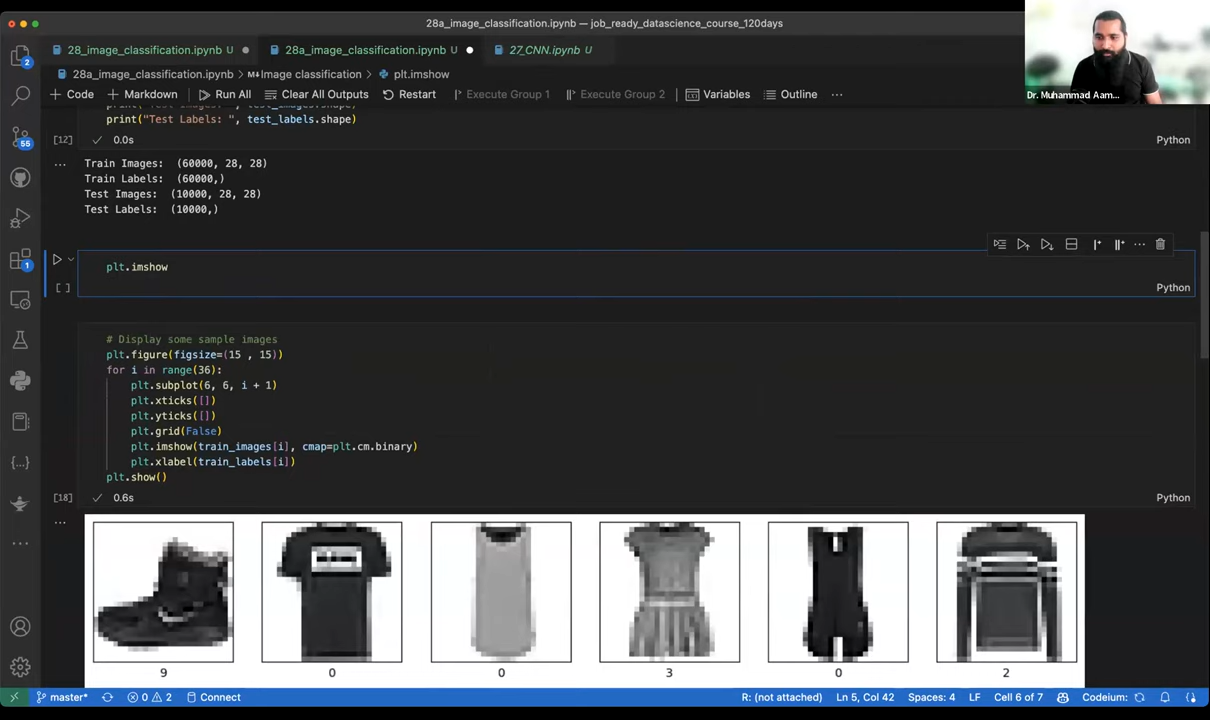 28a_image_classification.ipynb — job_ready_datascience_course_120days
28_image_classification.ipynb U
28a_image_classification.ipynb U
27_CNN.ipynb U
28a_image_classification.ipynb > M↓Image classification > plt.imshow
+ Code + Markdown Run All Clear All Outputs Restart Execute Group 1 Execute Group 2 Variables Outline ...
Dr. Muhammad Aam...
print("Test Labels: ", test_labels.shape)
[12] 0.0s Python
Train Images: (60000, 28, 28)
Train Labels: (60000,)
Test Images: (10000, 28, 28)
Test Labels: (10000,)
plt.imshow
[ ] Python
# Display some sample images
plt.figure(figsize=(15 , 15))
for i in range(36):
plt.subplot(6, 6, i + 1)
plt.xticks([])
plt.yticks([])
plt.grid(False)
plt.imshow(train_images[i], cmap=plt.cm.binary)
plt.xlabel(train_labels[i])
plt.show()
[18] 0.6s Python
9 0 0 3 0 2
2
55
1
master* 0 2 Connect R: (not attached) Ln 5, Col 42 Spaces: 4 LF Cell 6 of 7 Codeium: